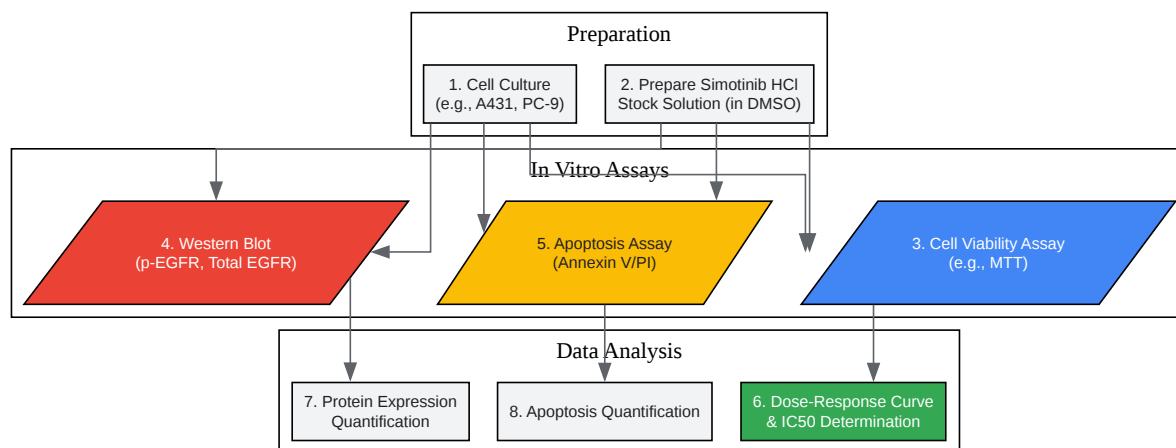 Preparation
1. Cell Culture
(e.g., A431, PC-9)
2. Prepare Simotinib HCl
Stock Solution (in DMSO)
In Vitro Assays
4. Western Blot
(p-EGFR, Total EGFR)
5. Apoptosis Assay
(Annexin V/PI)
3. Cell Viability Assay
(e.g., MTT)
Data Analysis
7. Protein Expression
Quantification
8. Apoptosis Quantification
6. Dose-Response Curve
& IC50 Determination